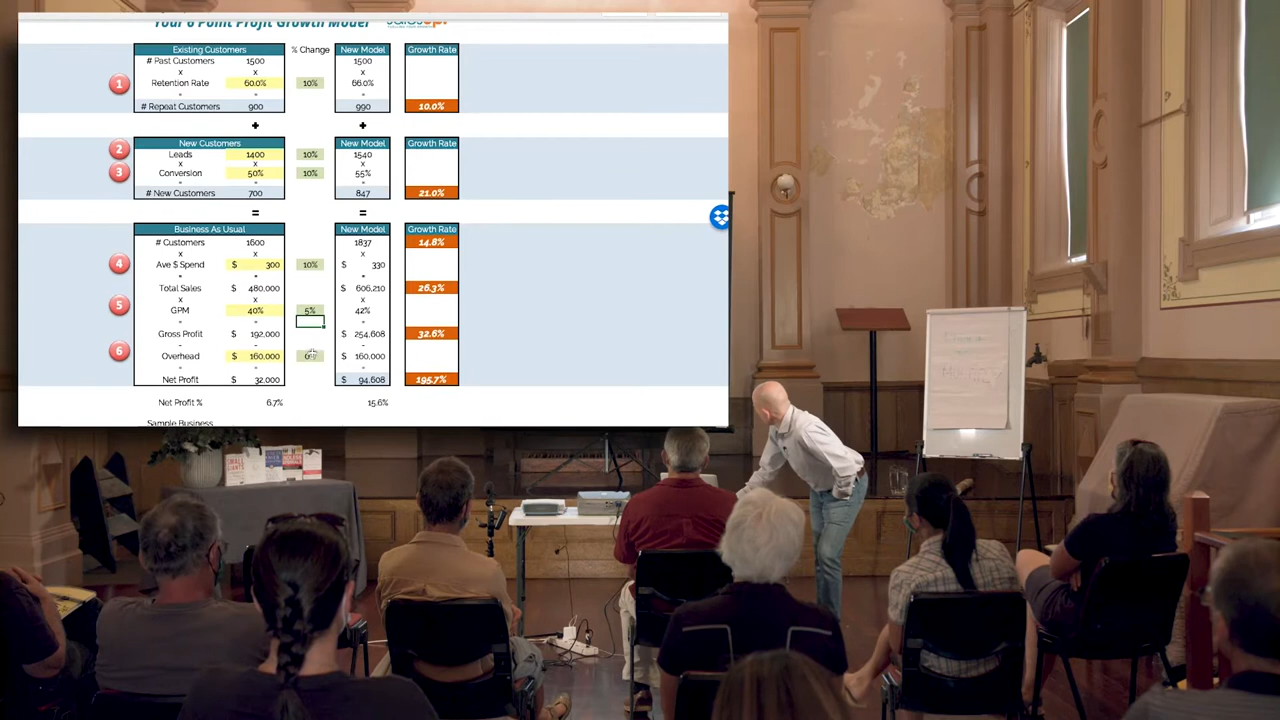 Your 6 Point Profit Growth Model
Existing Customers % Change New Model Growth Rate
# Past Customers 1500 1500
x x x
1 Retention Rate 60.0% 10% 66.0%
= = =
# Repeat Customers 900 990 10.0%
+ +
2 New Customers New Model Growth Rate
Leads 1400 10% 1540
x x x
3 Conversion 50% 10% 55%
= = =
# New Customers 700 847 21.0%
= =
Business As Usual New Model Growth Rate
# Customers 1600 1837 14.8%
x x x
4 Ave $ Spend $ 300 10% $ 330
= = =
Total Sales $ 480,000 $ 606,210 26.3%
x x x
5 GPM 40% 5% 42%
= = =
Gross Profit $ 192,000 $ 254,608 32.6%
- - -
6 Overhead $ 160,000 0% $ 160,000
= = =
Net Profit $ 32,000 $ 94,608 195.7%
Net Profit % 6.7% 15.6%
Sample Business
SMALL
GIANTS